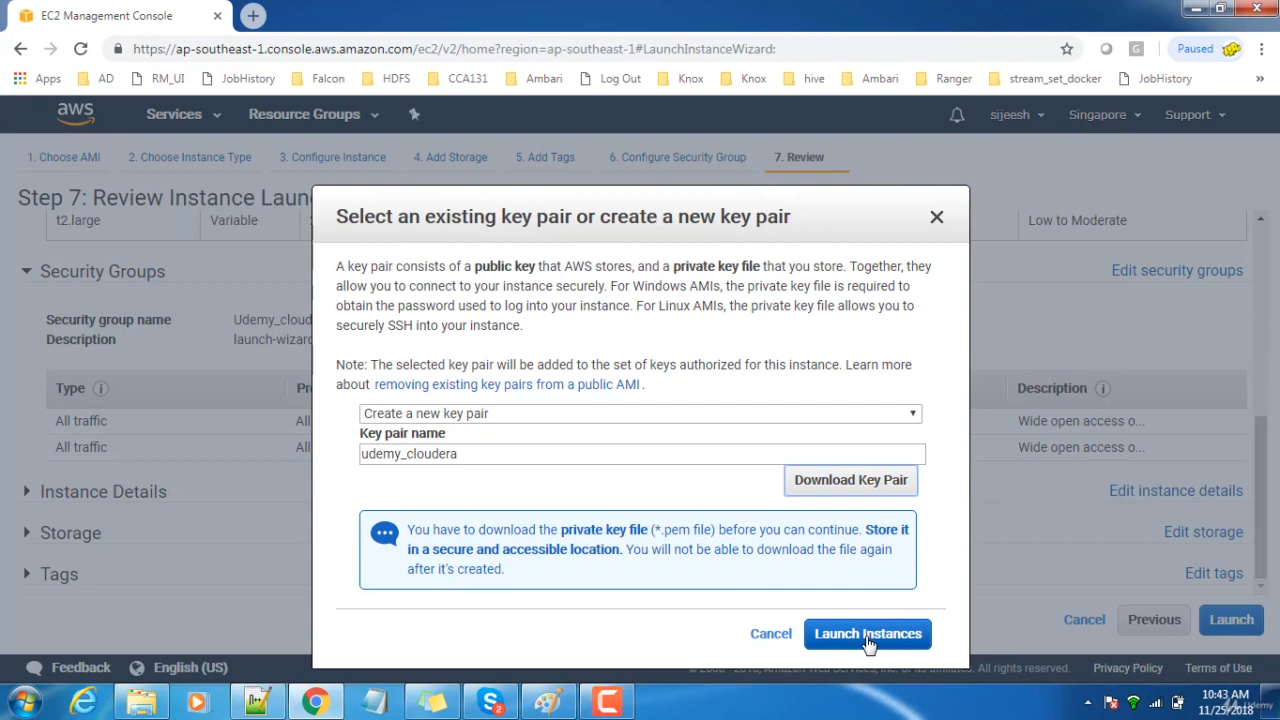 EC2 Management Console
https://ap-southeast-1.console.aws.amazon.com/ec2/v2/home?region=ap-southeast-1#LaunchInstanceWizard:
Paused
Apps AD RM_UI JobHistory Falcon HDFS CCA131 Ambari Log Out Knox Knox hive Ambari Ranger stream_set_docker JobHistory »
aws Services Resource Groups sijeesh Singapore Support
1. Choose AMI 2. Choose Instance Type 3. Configure Instance 4. Add Storage 5. Add Tags 6. Configure Security Group 7. Review
Step 7: Review Instance Laun
t2.large Variable Low to Moderate
Select an existing key pair or create a new key pair
A key pair consists of a public key that AWS stores, and a private key file that you store. Together, they
allow you to connect to your instance securely. For Windows AMIs, the private key file is required to
obtain the password used to log into your instance. For Linux AMIs, the private key file allows you to
securely SSH into your instance.
Note: The selected key pair will be added to the set of keys authorized for this instance. Learn more
about removing existing key pairs from a public AMI .
Create a new key pair
Key pair name
udemy_cloudera
Download Key Pair
You have to download the private key file (*.pem file) before you can continue. Store it
in a secure and accessible location. You will not be able to download the file again
after it's created.
Cancel Launch Instances
Security Groups Edit security groups
Security group name Udemy_cloud
Description launch-wizar
Type Description
All traffic Wide open access o...
All traffic Wide open access o...
Instance Details Edit instance details
Storage Edit storage
Tags Edit tags
Cancel Previous Launch
Feedback English (US) Privacy Policy Terms of Use
10:43 AM
11/25/2018
Udemy